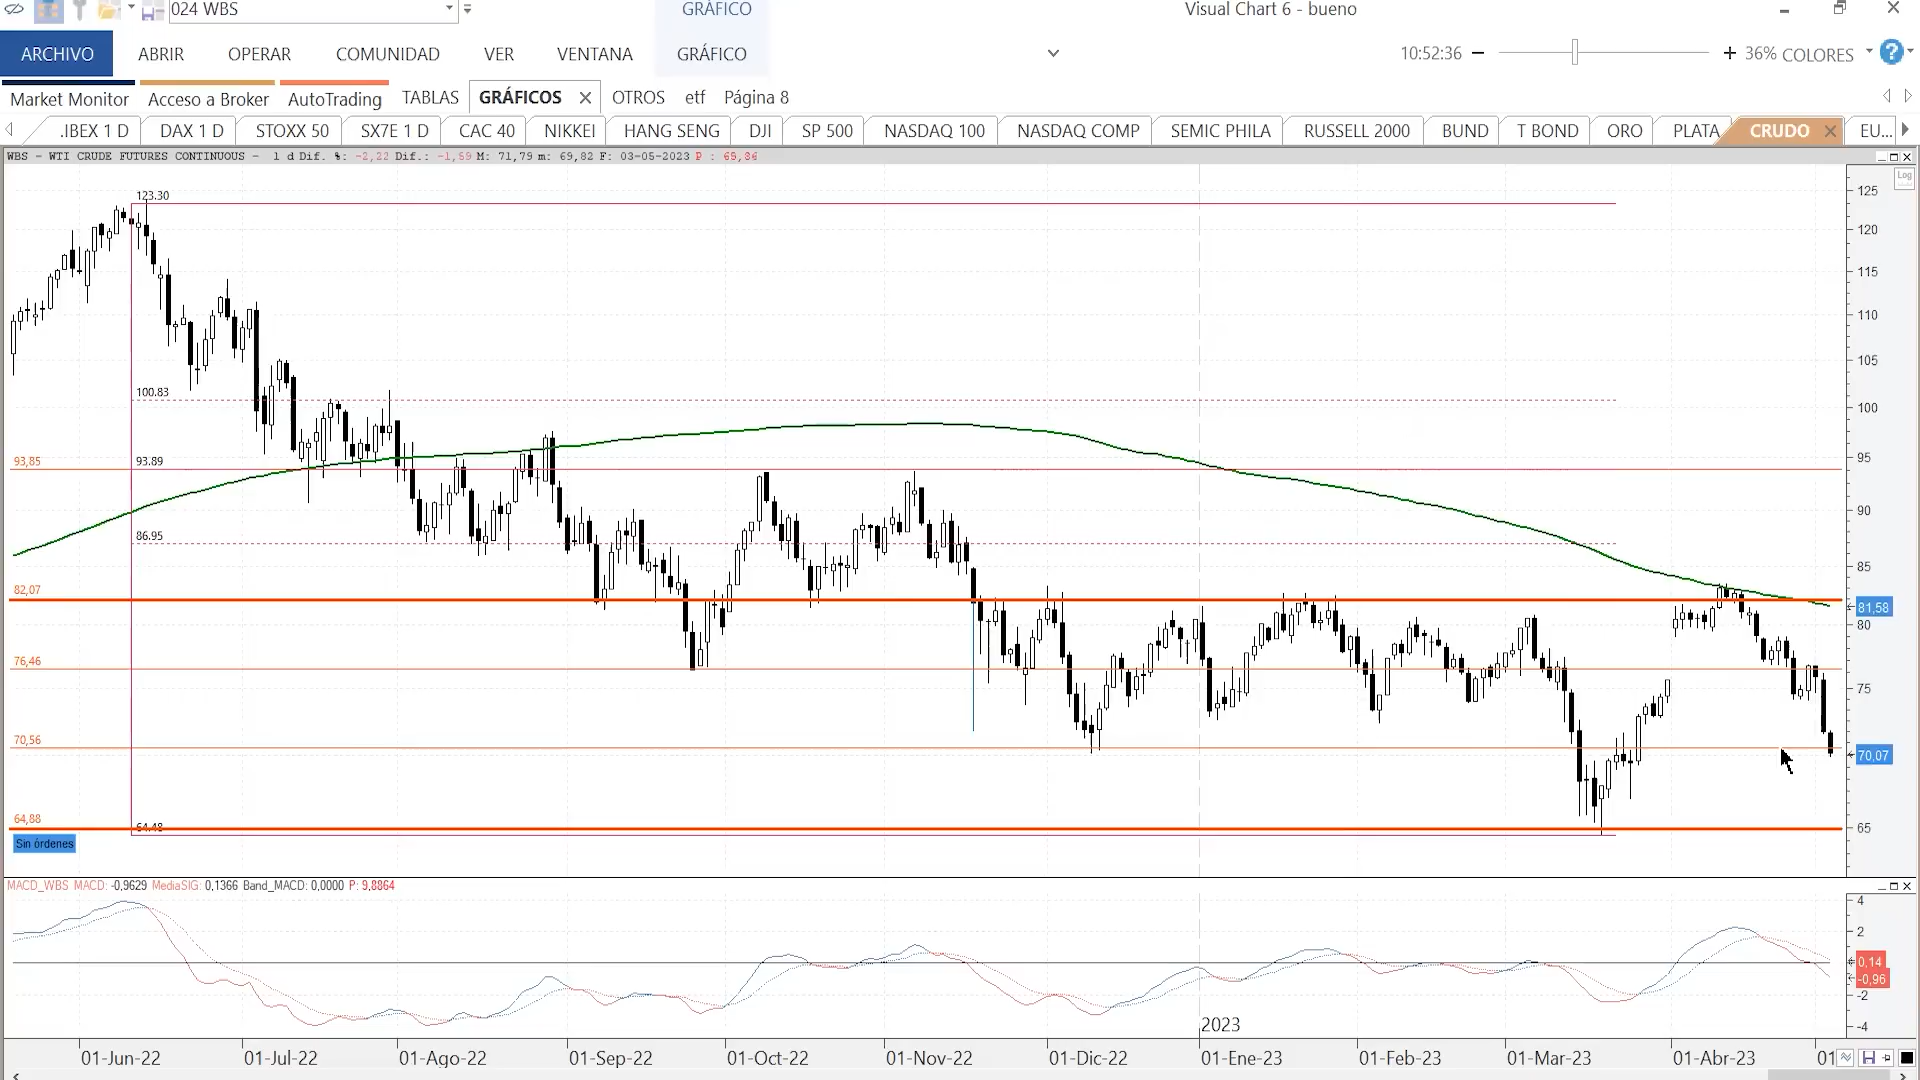 024 WBS
GRÁFICO
Visual Chart 6 - bueno
ARCHIVO ABRIR OPERAR COMUNIDAD VER VENTANA GRÁFICO
10:52:36 36% COLORES
Market Monitor Acceso a Broker AutoTrading TABLAS GRÁFICOS OTROS etf Página 8
.IBEX 1 D DAX 1 D STOXX 50 SX7E 1 D CAC 40 NIKKEI HANG SENG DJI SP 500 NASDAQ 100 NASDAQ COMP SEMIC PHILA RUSSELL 2000 BUND T BOND ORO PLATA CRUDO EU...
WBS - WTI CRUDE FUTURES CONTINUOUS - 1 d Dif. %: -2,22 Dif.: -1,59 M: 71,79 m: 69,82 F: 03-05-2023 P : 65,86
Log
125
123.30
120
115
110
105
100.83
100
93,85
93.89
95
90
86.95
85
82,07
81,58
80
76,46
75
70,56
70,07
64,88
64.48
65
Sin órdenes
MACD_WBS MACD: -0,9629 MediaSIG: 0,1366 Band_MACD: 0,0000 P: 9,8864
4
2
0,14
-0,96
-2
-4
2023
01-Jun-22 01-Jul-22 01-Ago-22 01-Sep-22 01-Oct-22 01-Nov-22 01-Dic-22 01-Ene-23 01-Feb-23 01-Mar-23 01-Abr-23 01